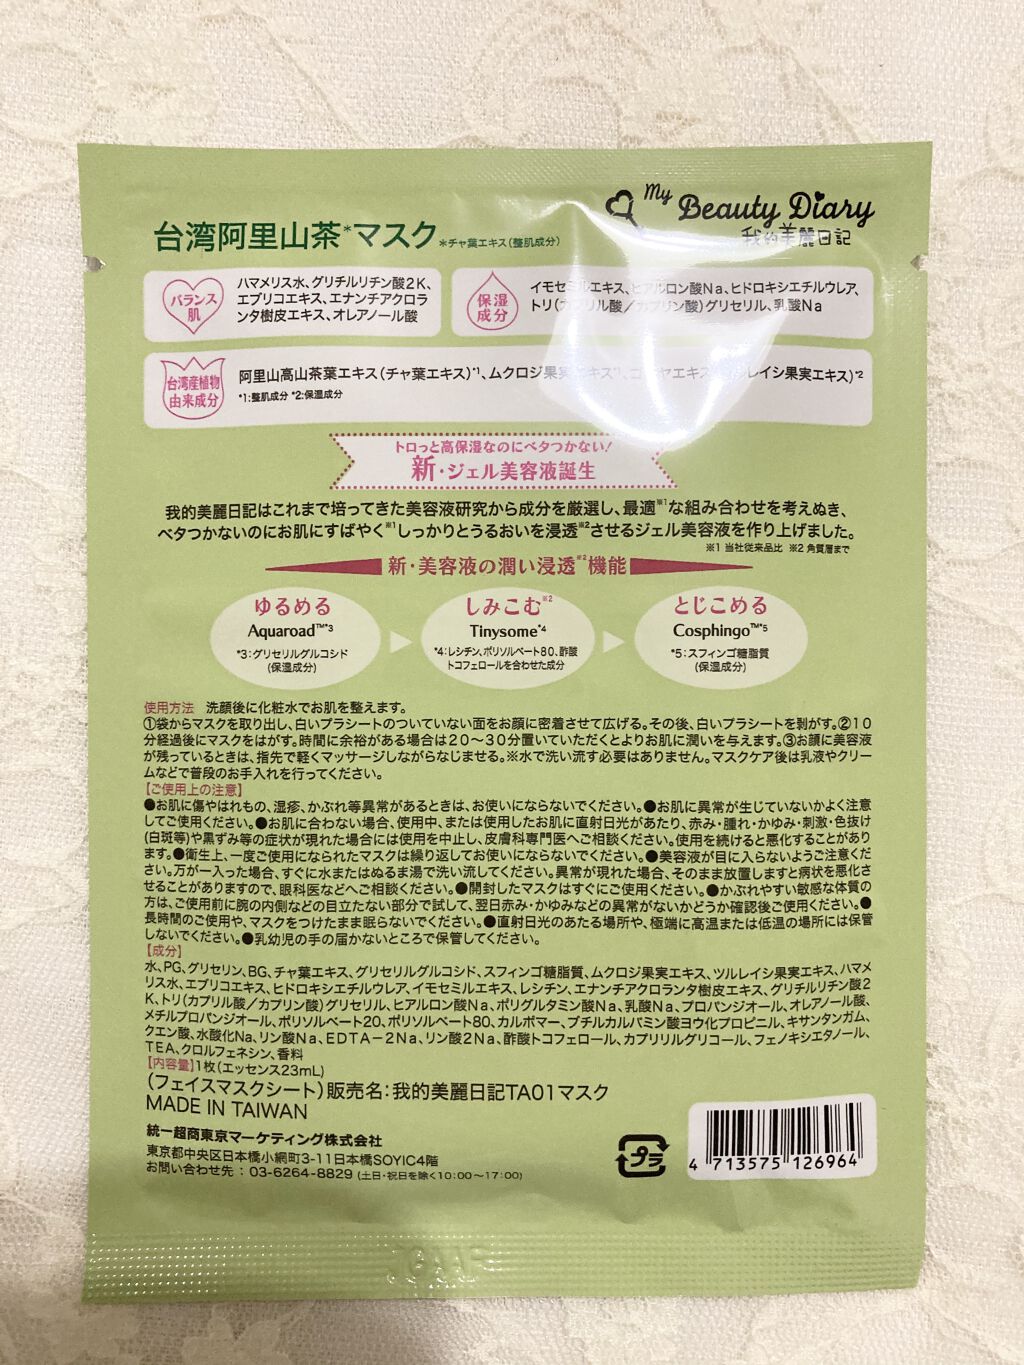 My Beauty Diary
我的美麗日記
台湾阿里山茶*マスク *チャ葉エキス(整肌成分)
バランス
肌
ハマメリス水、グリチルリチン酸2K、
エプリコエキス、エナンチアクロラ
ンタ樹皮エキス、オレアノール酸
保湿
成分
イモセミルエキス、ヒアルロン酸Na、ヒドロキシエチルウレア、
トリ(カプリル酸/カプリン酸)グリセリル、乳酸Na
台湾産植物
由来成分
阿里山高山茶葉エキス(チャ葉エキス)*1、ムクロジ果実エキス*1、ゴーヤエキス(ツルレイシ果実エキス)*2
*1:整肌成分 *2:保湿成分
トロっと高保湿なのにベタつかない!
新・ジェル美容液誕生
我的美麗日記はこれまで培ってきた美容液研究から成分を厳選し、最適※1な組み合わせを考えぬき、
ベタつかないのにお肌にすばやく※1しっかりとうるおいを浸透※2させるジェル美容液を作り上げました。
※1 当社従来品比 ※2 角質層まで
新・美容液の潤い浸透※2機能
ゆるめる
Aquaroad™*3
*3:グリセリルグルコシド
(保湿成分)
しみこむ※2
Tinysome*4
*4:レシチン、ポリソルベート80、酢酸
トコフェロールを合わせた成分
とじこめる
Cosphingo™*5
*5:スフィンゴ糖脂質
(保湿成分)
使用方法 洗顔後に化粧水でお肌を整えます。
①袋からマスクを取り出し、白いプラシートのついていない面をお顔に密着させて広げる。その後、白いプラシートを剥がす。②10
分経過後にマスクをはがす。時間に余裕がある場合は20〜30分置いていただくとよりお肌に潤いを与えます。③お顔に美容液
が残っているときは、指先で軽くマッサージしながらなじませる。※水で洗い流す必要はありません。マスクケア後は乳液やクリー
ムなどで普段のお手入れを行ってください。
【ご使用上の注意】
●お肌に傷やはれもの、湿疹、かぶれ等異常があるときは、お使いにならないでください。●お肌に異常が生じていないかよく注意
してご使用ください。●お肌に合わない場合、使用中、または使用したお肌に直射日光があたり、赤み・腫れ・かゆみ・刺激・色抜け
(白斑等)や黒ずみ等の症状が現れた場合には使用を中止し、皮膚科専門医へご相談ください。使用を続けると悪化することがあり
ます。●衛生上、一度ご使用になられたマスクは繰り返してお使いにならないでください。●美容液が目に入らないようご注意くだ
さい。万が一入った場合、すぐに水またはぬるま湯で洗い流してください。異常が現れた場合、そのまま放置しますと病状を悪化さ
せることがありますので、眼科医などへご相談ください。●開封したマスクはすぐにご使用ください。●かぶれやすい敏感な体質の
方は、ご使用前に腕の内側などの目立たない部分で試して、翌日赤み・かゆみなどの異常がないかどうか確認後ご使用ください。●
長時間のご使用や、マスクをつけたまま眠らないでください。●直射日光のあたる場所や、極端に高温または低温の場所には保管
しないでください。●乳幼児の手の届かないところで保管してください。
【成分】
水、PG、グリセリン、BG、チャ葉エキス、グリセリルグルコシド、スフィンゴ糖脂質、ムクロジ果実エキス、ツルレイシ果実エキス、ハマメ
リス水、エプリコエキス、ヒドロキシエチルウレア、イモセミルエキス、レシチン、エナンチアクロランタ樹皮エキス、グリチルリチン酸2
K、トリ(カプリル酸/カプリン酸)グリセリル、ヒアルロン酸Na、ポリグルタミン酸Na、乳酸Na、プロパンジオール、オレアノール酸、
メチルプロパンジオール、ポリソルベート20、ポリソルベート80、カルボマー、ブチルカルバミン酸ヨウ化プロピニル、キサンタンガム、
クエン酸、水酸化Na、リン酸Na、EDTA-2Na、リン酸2Na、酢酸トコフェロール、カプリリルグリコール、フェノキシエタノール、
TEA、クロルフェネシン、香料
【内容量】1枚(エッセンス23mL)
(フェイスマスクシート)販売名:我的美麗日記TA01マスク
MADE IN TAIWAN
統一超商東京マーケティング株式会社
東京都中央区日本橋小網町3-11日本橋SOYIC4階
お問い合わせ先:03-6264-8829 (土日・祝日を除く10:00〜17:00)
プラ
4 713575 126964